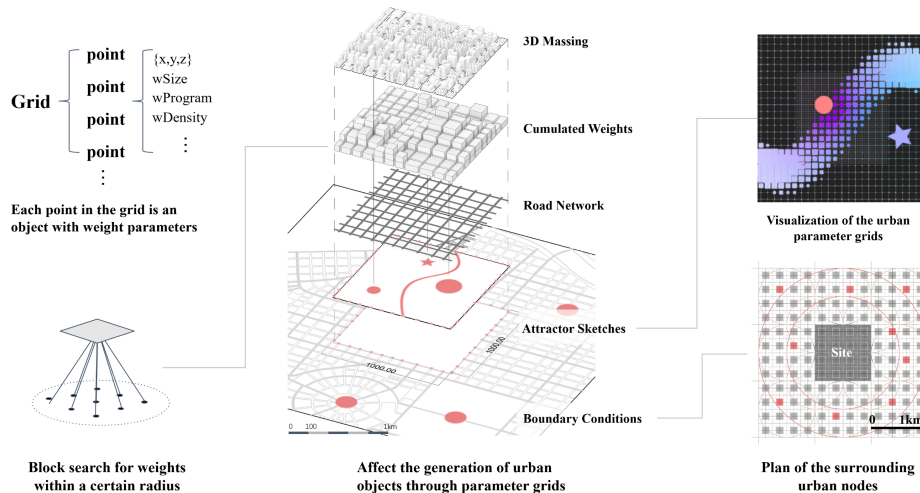 Grid
point
point
point
point
⋮
{x,y,z}
wSize
wProgram
wDensity
⋮
Each point in the grid is an
object with weight parameters
Block search for weights
within a certain radius
3D Massing
Cumulated Weights
Road Network
Attractor Sketches
1000.00
1000.00
Boundary Conditions
0 100 1km
Affect the generation of urban
objects through parameter grids
Visualization of the urban
parameter grids
Site
0 1km
Plan of the surrounding
urban nodes